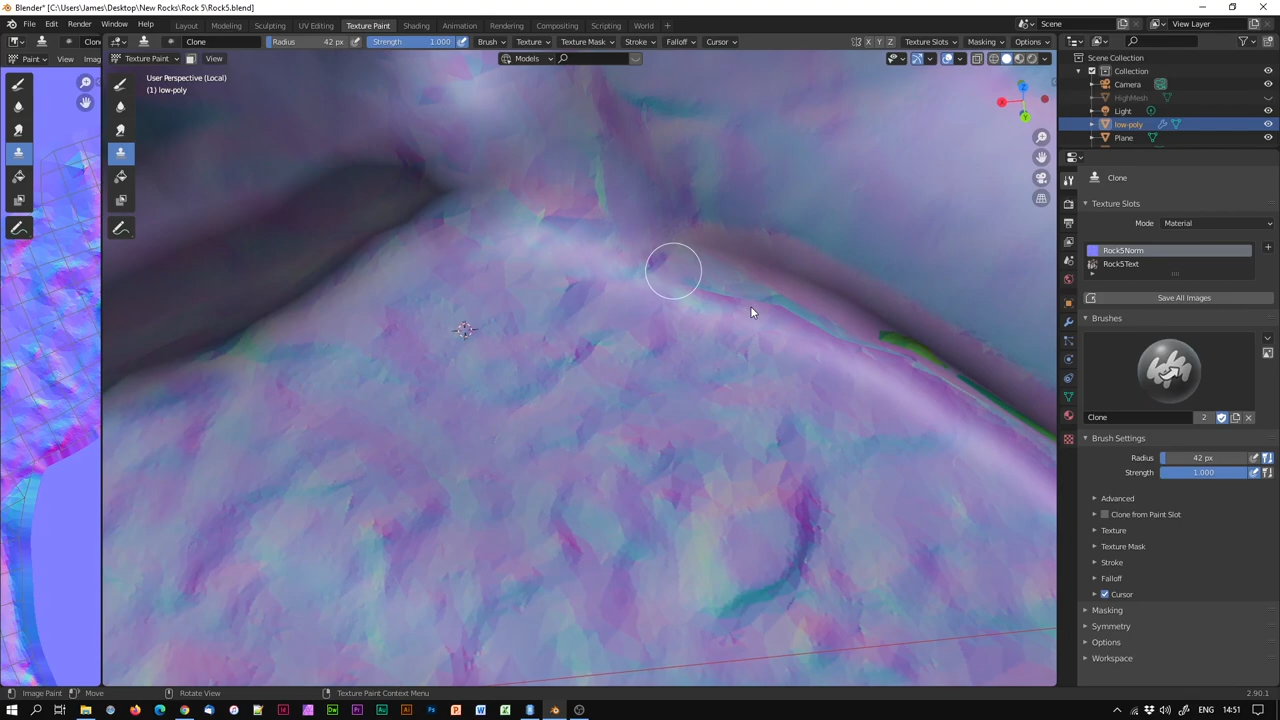 Blender* [C:\Users\James\Desktop\New Rocks\Rock 5\Rock5.blend]
File Edit Render Window Help Layout Modeling Sculpting UV Editing Texture Paint Shading Animation Rendering Compositing Scripting World + Scene View Layer
Clon Clone Radius 42 px Strength 1.000 Brush Texture Texture Mask Stroke Falloff Cursor X Y Z Texture Slots Masking Options
Paint View Ima Texture Paint View Models
User Perspective (Local)
(1) low-poly
Scene Collection
Collection
Camera
HighMesh
Light
low-poly
Plane
Clone
Texture Slots
Mode Material
Rock5Norm
Rock5Text
Save All Images
Brushes
Clone 2
Brush Settings
Radius 42 px
Strength 1.000
Advanced
Clone from Paint Slot
Texture
Texture Mask
Stroke
Falloff
Cursor
Masking
Symmetry
Options
Workspace
Image Paint Move Rotate View Texture Paint Context Menu 2.90.1
14:51